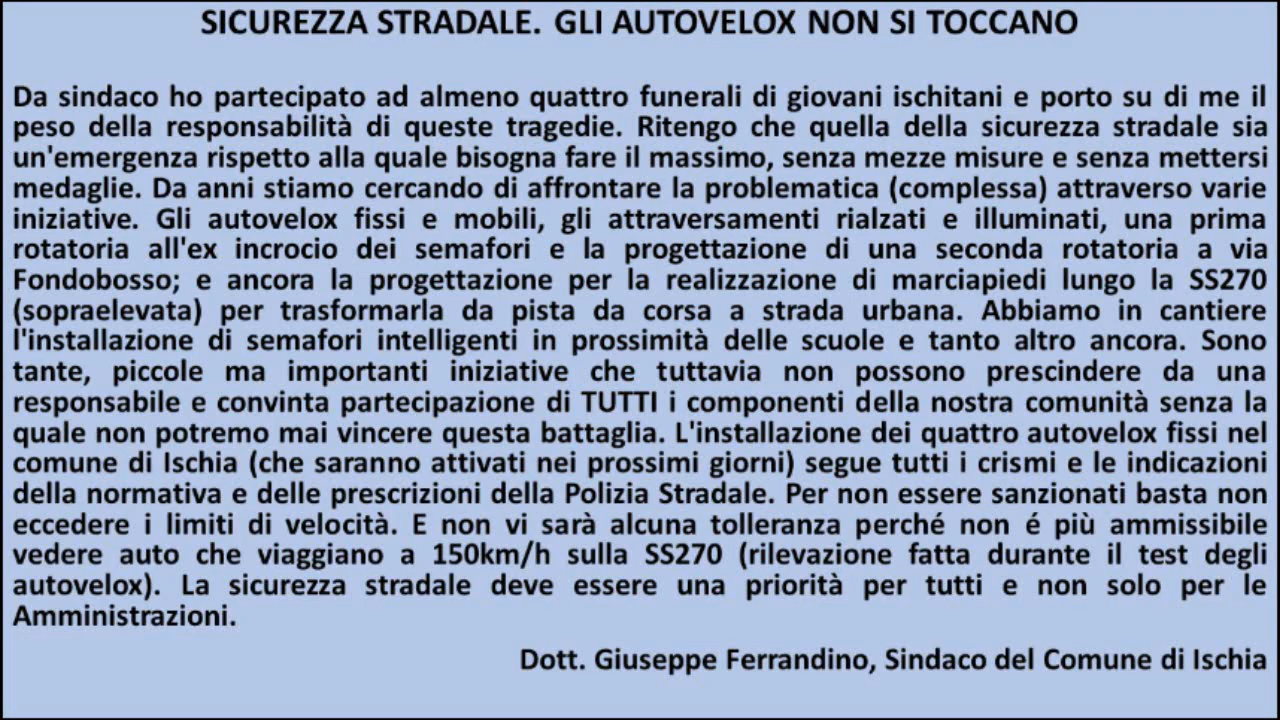 SICUREZZA STRADALE. GLI AUTOVELOX NON SI TOCCANO
Da sindaco ho partecipato ad almeno quattro funerali di giovani ischitani e porto su di me il
peso della responsabilità di queste tragedie. Ritengo che quella della sicurezza stradale sia
un'emergenza rispetto alla quale bisogna fare il massimo, senza mezze misure e senza mettersi
medaglie. Da anni stiamo cercando di affrontare la problematica (complessa) attraverso varie
iniziative. Gli autovelox fissi e mobili, gli attraversamenti rialzati e illuminati, una prima
rotatoria all'ex incrocio dei semafori e la progettazione di una seconda rotatoria a via
Fondobosso; e ancora la progettazione per la realizzazione di marciapiedi lungo la SS270
(sopraelevata) per trasformarla da pista da corsa a strada urbana. Abbiamo in cantiere
l'installazione di semafori intelligenti in prossimità delle scuole e tanto altro ancora. Sono
tante, piccole ma importanti iniziative che tuttavia non possono prescindere da una
responsabile e convinta partecipazione di TUTTI i componenti della nostra comunità senza la
quale non potremo mai vincere questa battaglia. L'installazione dei quattro autovelox fissi nel
comune di Ischia (che saranno attivati nei prossimi giorni) segue tutti i crismi e le indicazioni
della normativa e delle prescrizioni della Polizia Stradale. Per non essere sanzionati basta non
eccedere i limiti di velocità. E non vi sarà alcuna tolleranza perché non é più ammissibile
vedere auto che viaggiano a 150km/h sulla SS270 (rilevazione fatta durante il test degli
autovelox). La sicurezza stradale deve essere una priorità per tutti e non solo per le
Amministrazioni.
Dott. Giuseppe Ferrandino, Sindaco del Comune di Ischia